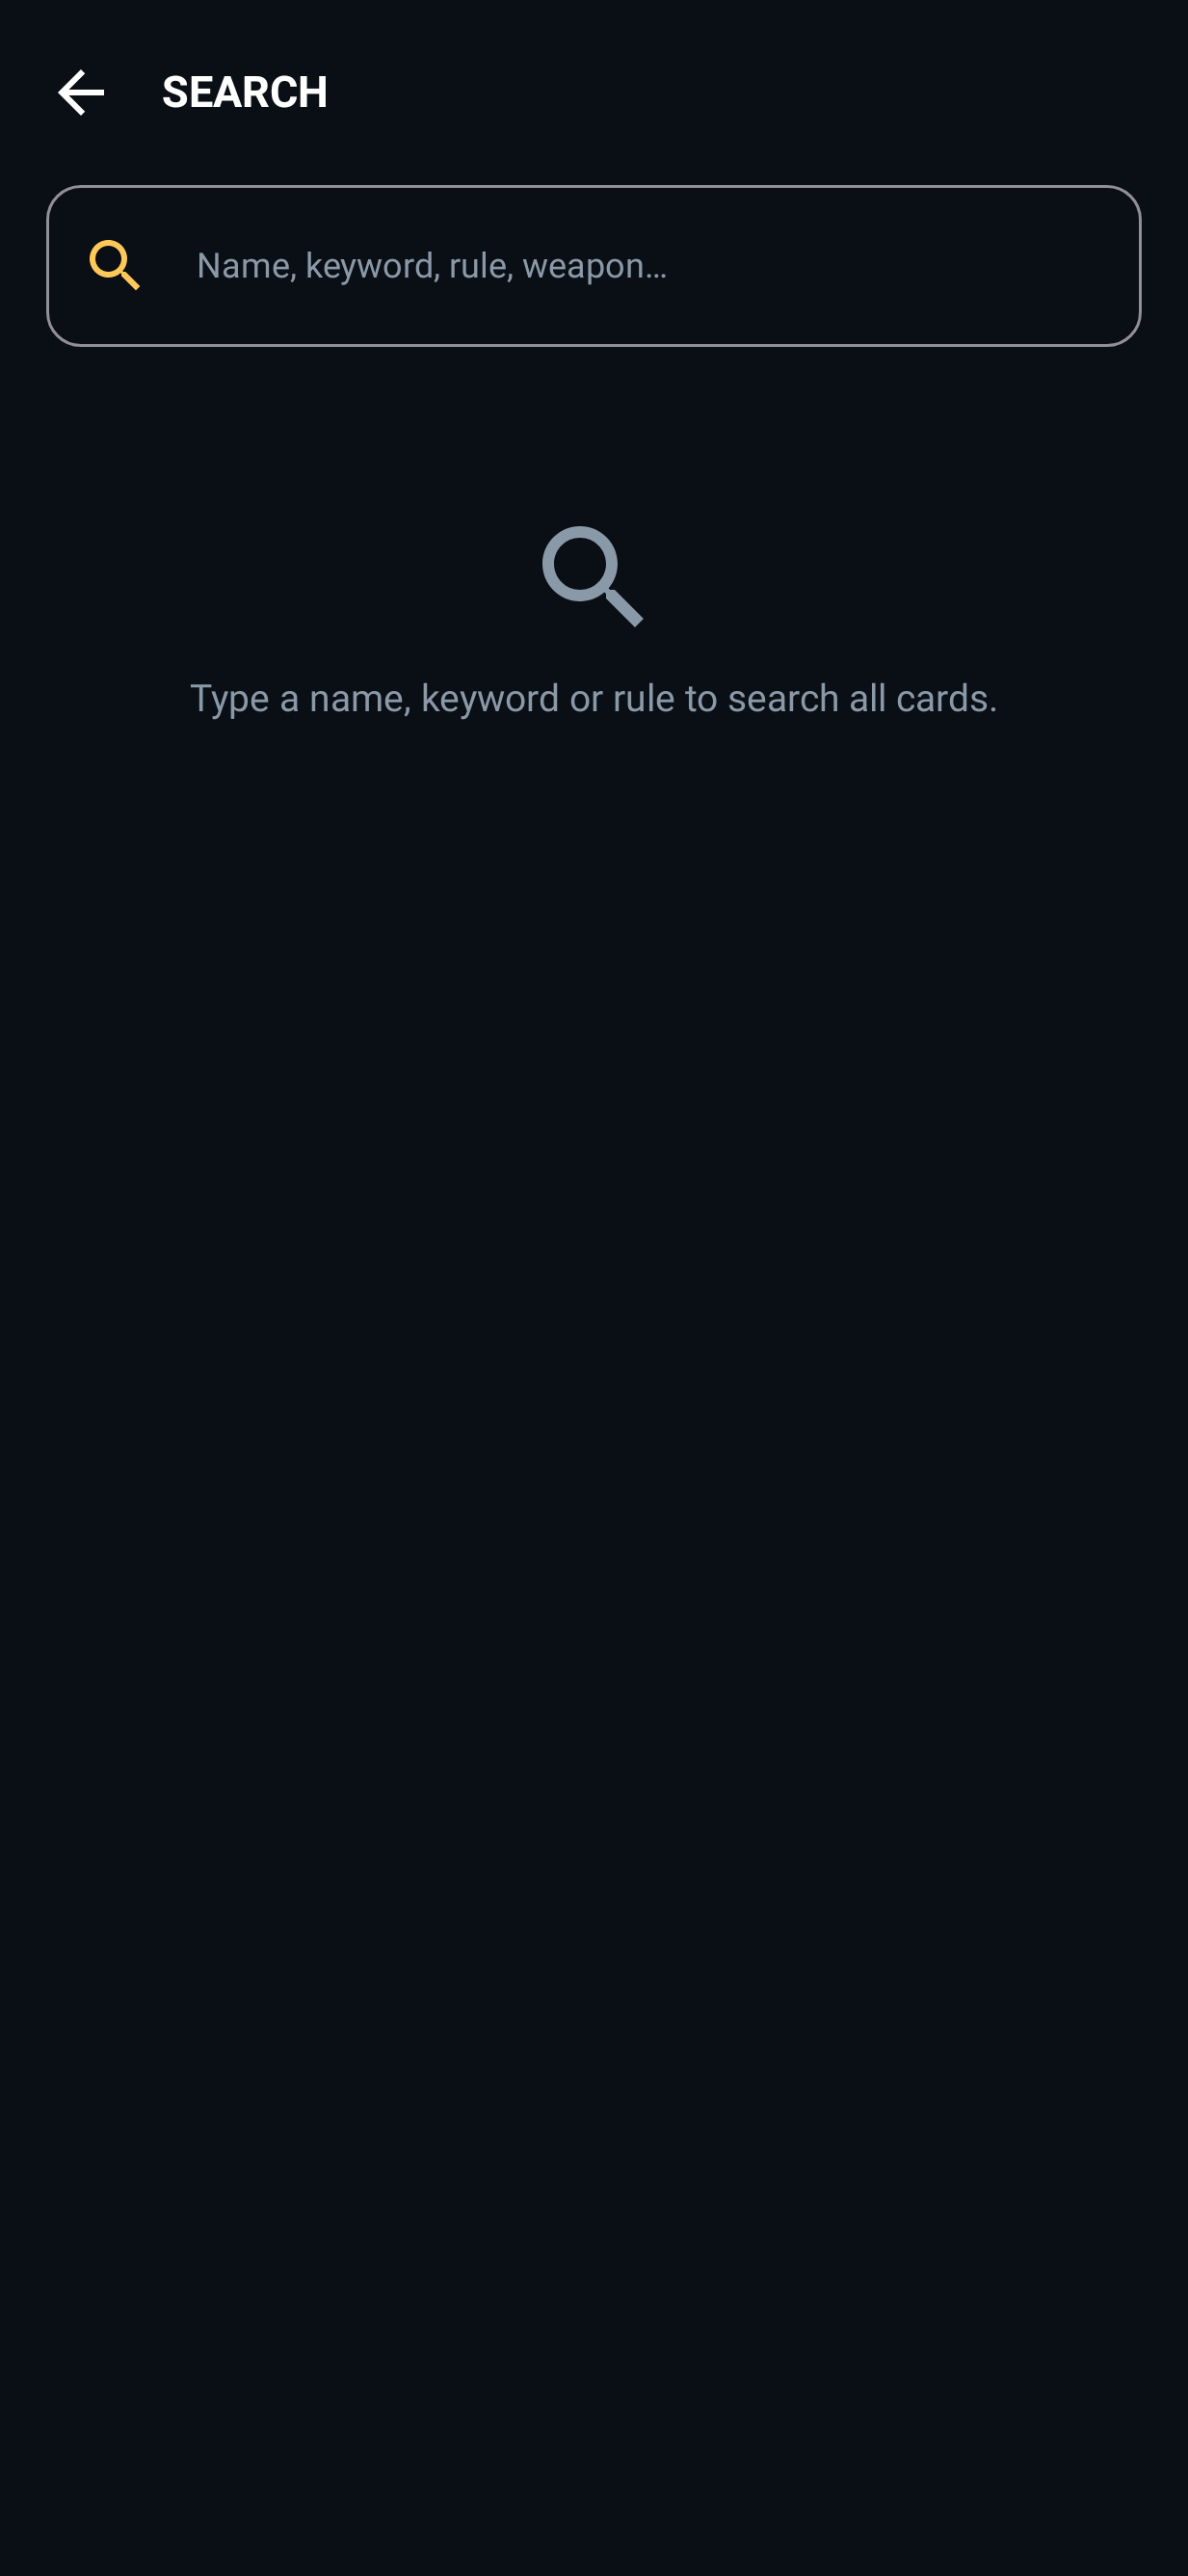 SEARCH
Name, keyword, rule, weapon...
Type a name, keyword or rule to search all cards.